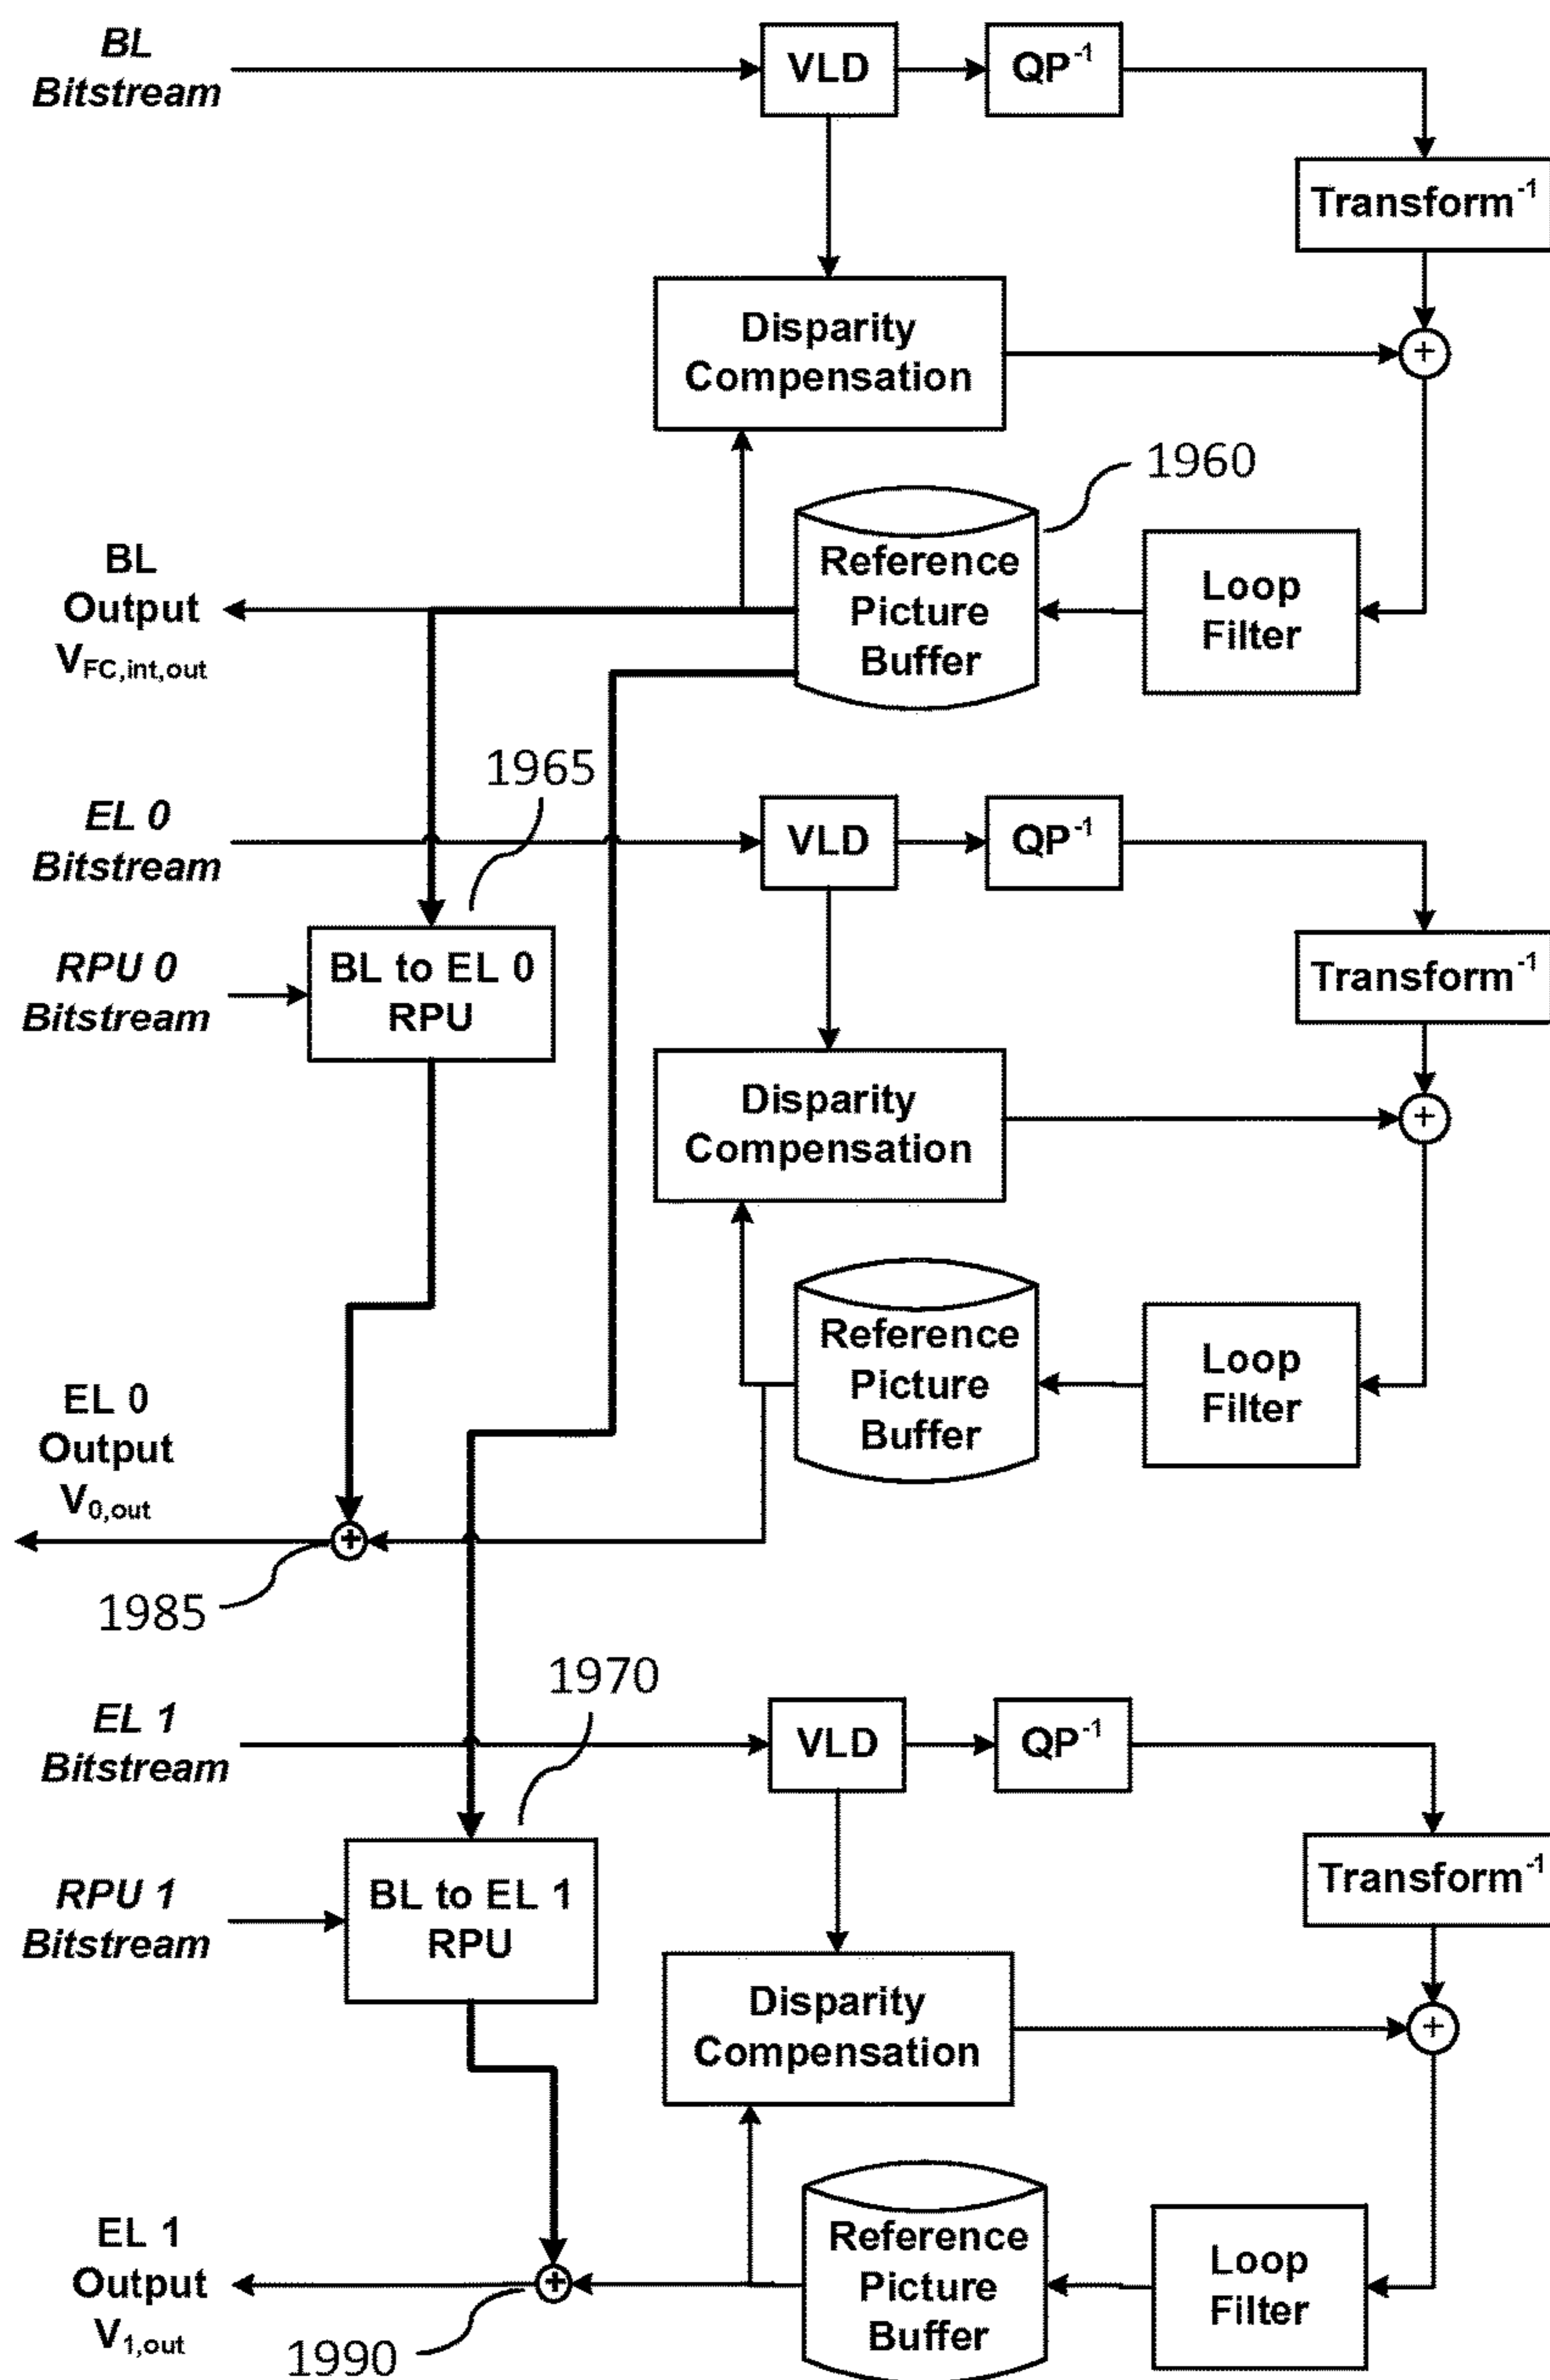 BL
Bitstream
VLD
QP⁻¹
Transform⁻¹
Disparity
Compensation
+
1960
BL
Output
V_FC,int,out
Reference
Picture
Buffer
Loop
Filter
1965
EL 0
Bitstream
VLD
QP⁻¹
RPU 0
Bitstream
BL to EL 0
RPU
Transform⁻¹
Disparity
Compensation
+
Reference
Picture
Buffer
Loop
Filter
EL 0
Output
V_0,out
+
1985
1970
EL 1
Bitstream
VLD
QP⁻¹
RPU 1
Bitstream
BL to EL 1
RPU
Transform⁻¹
Disparity
Compensation
+
EL 1
Output
V_1,out
+
1990
Reference
Picture
Buffer
Loop
Filter